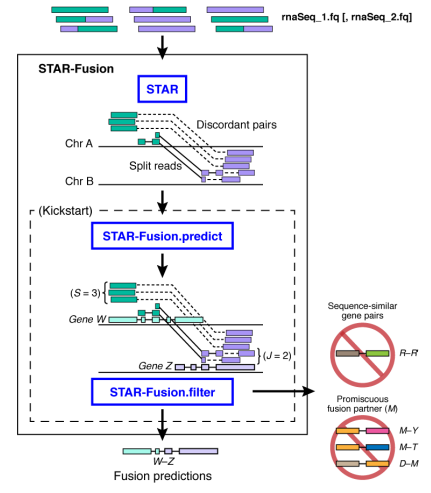 rnaSeq_1.fq [, rnaSeq_2.fq]
STAR-Fusion
STAR
Discordant pairs
Chr A
Split reads
Chr B
(Kickstart)
STAR-Fusion.predict
(S = 3)
Gene W
(J = 2)
Gene Z
STAR-Fusion.filter
Sequence-similar
gene pairs
R–R
Promiscuous
fusion partner (M)
M–Y
M–T
D–M
W–Z
Fusion predictions